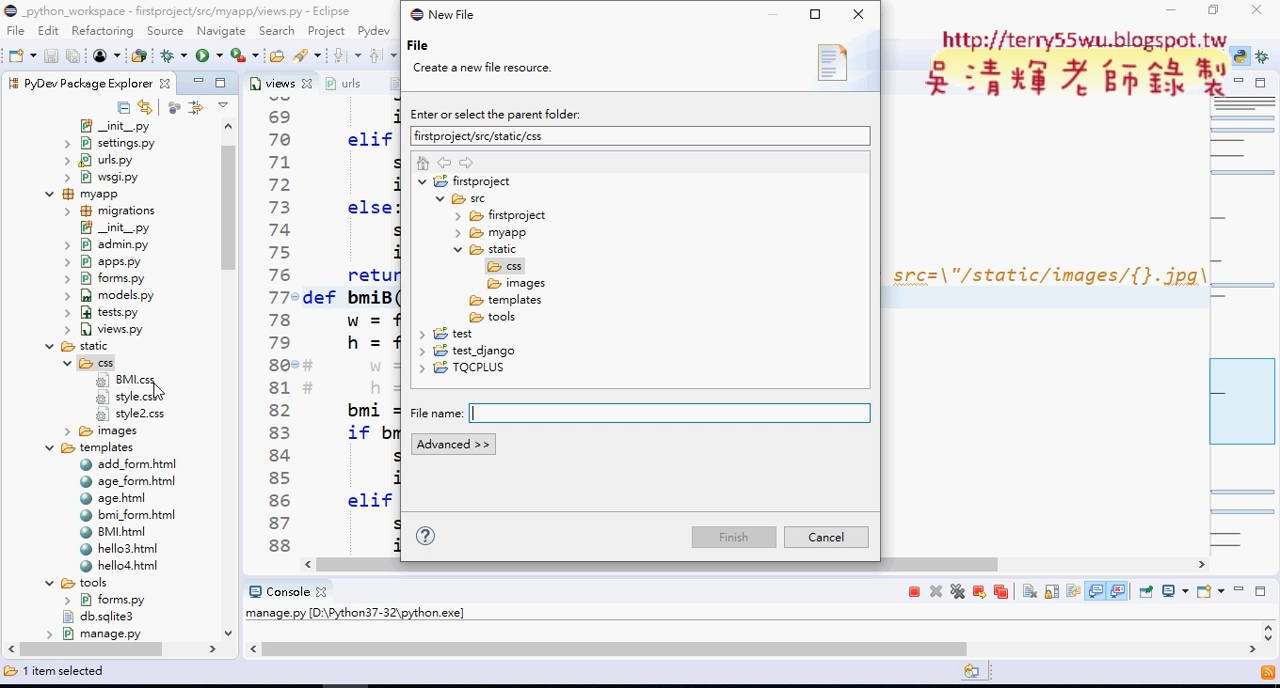 _python_workspace - firstproject/src/myapp/views.py - Eclipse
File Edit Refactoring Source Navigate Search Project Pydev
PyDev Package Explorer
__init__.py
settings.py
urls.py
wsgi.py
myapp
migrations
__init__.py
admin.py
apps.py
forms.py
models.py
tests.py
views.py
static
css
BMI.css
style.css
style2.css
images
templates
add_form.html
age_form.html
age.html
bmi_form.html
BMI.html
hello3.html
hello4.html
tools
forms.py
db.sqlite3
manage.py
1 item selected
views urls
69 i
70 elif
71 s
72 i
73 else:
74 s
75 i
76 return src=\"/static/images/{}.jpg\
77 def bmiB(
78 w = f
79 h = f
80 # w =
81 # h =
82 bmi =
83 if bm
84 s
85 i
86 elif
87 s
88 i
New File
File
Create a new file resource.
Enter or select the parent folder:
firstproject/src/static/css
firstproject
src
firstproject
myapp
static
css
images
templates
tools
test
test_django
TQCPLUS
File name:
Advanced >>
Finish Cancel
http://terry55wu.blogspot.tw
吳清輝老師錄製
Console
manage.py [D:\Python37-32\python.exe]